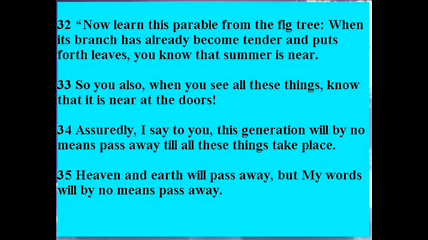 32 “Now learn this parable from the fig tree: When
its branch has already become tender and puts
forth leaves, you know that summer is near.
33 So you also, when you see all these things, know
that it is near at the doors!
34 Assuredly, I say to you, this generation will by no
means pass away till all these things take place.
35 Heaven and earth will pass away, but My words
will by no means pass away.